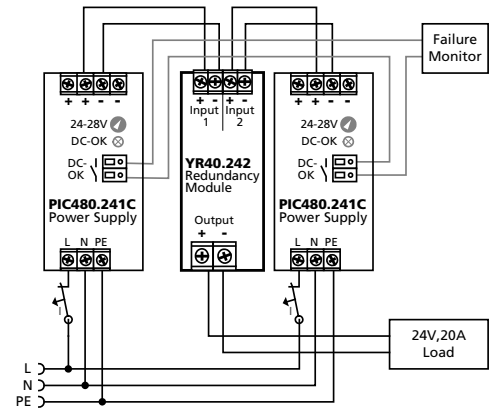 Failure
Monitor
+ + - -
24-28V
DC-OK
DC-
OK
PIC480.241C
Power Supply
L N PE
I
+ - + -
Input Input
1 2
YR40.242
Redundancy
Module
Output
+ -
+ + - -
24-28V
DC-OK
DC-
OK
PIC480.241C
Power Supply
L N PE
I
24V,20A
Load
L
N
PE